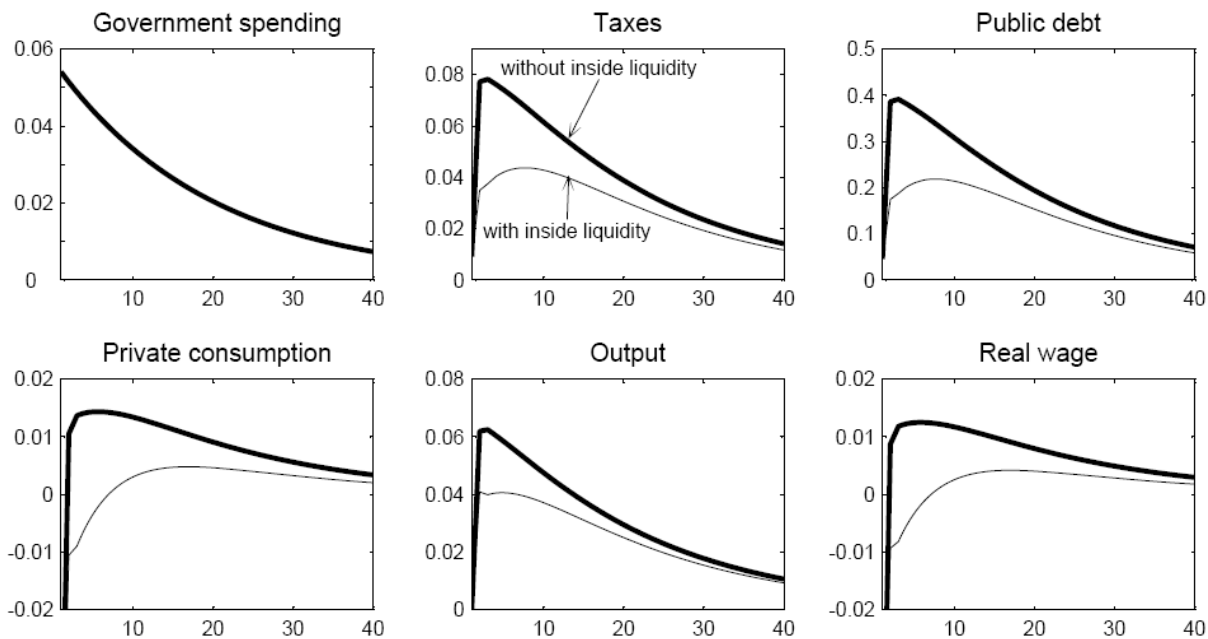 Government spending
0.06
0.04
0.02
0
10 20 30 40
Taxes
0.08
0.06
0.04
0.02
0
without inside liquidity
with inside liquidity
10 20 30 40
Public debt
0.5
0.4
0.3
0.2
0.1
0
10 20 30 40
Private consumption
0.02
0.01
0
-0.01
-0.02
10 20 30 40
Output
0.08
0.06
0.04
0.02
0
10 20 30 40
Real wage
0.02
0.01
0
-0.01
-0.02
10 20 30 40